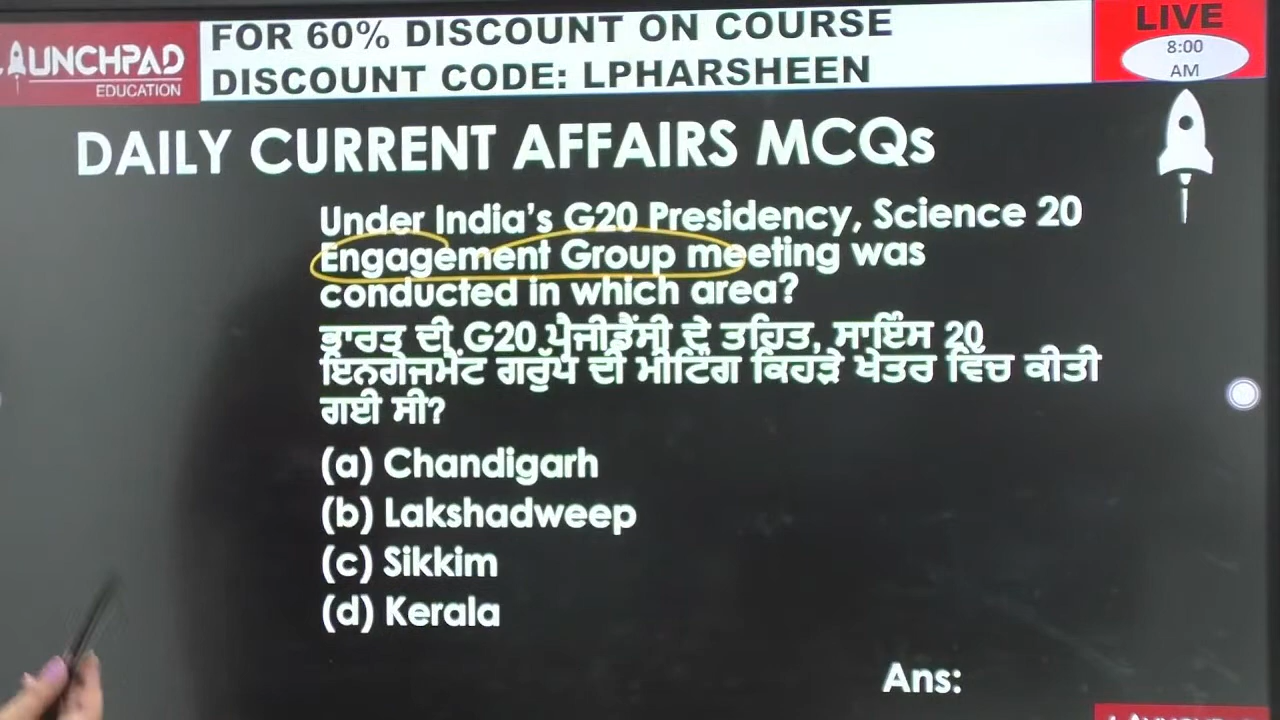 LAUNCHPAD
EDUCATION
FOR 60% DISCOUNT ON COURSE
DISCOUNT CODE: LPHARSHEEN
LIVE
8:00
AM
DAILY CURRENT AFFAIRS MCQs
Under India's G20 Presidency, Science 20
Engagement Group meeting was
conducted in which area?
ਭਾਰਤ ਦੀ G20 ਪ੍ਰੈਜੀਡੈਂਸੀ ਦੇ ਤਹਿਤ, ਸਾਇੰਸ 20
ਇਨਗੇਜਮੇਂਟ ਗਰੁੱਪ ਦੀ ਮੀਟਿੰਗ ਕਿਹੜੇ ਖੇਤਰ ਵਿੱਚ ਕੀਤੀ
ਗਈ ਸੀ?
(a) Chandigarh
(b) Lakshadweep
(c) Sikkim
(d) Kerala
Ans: